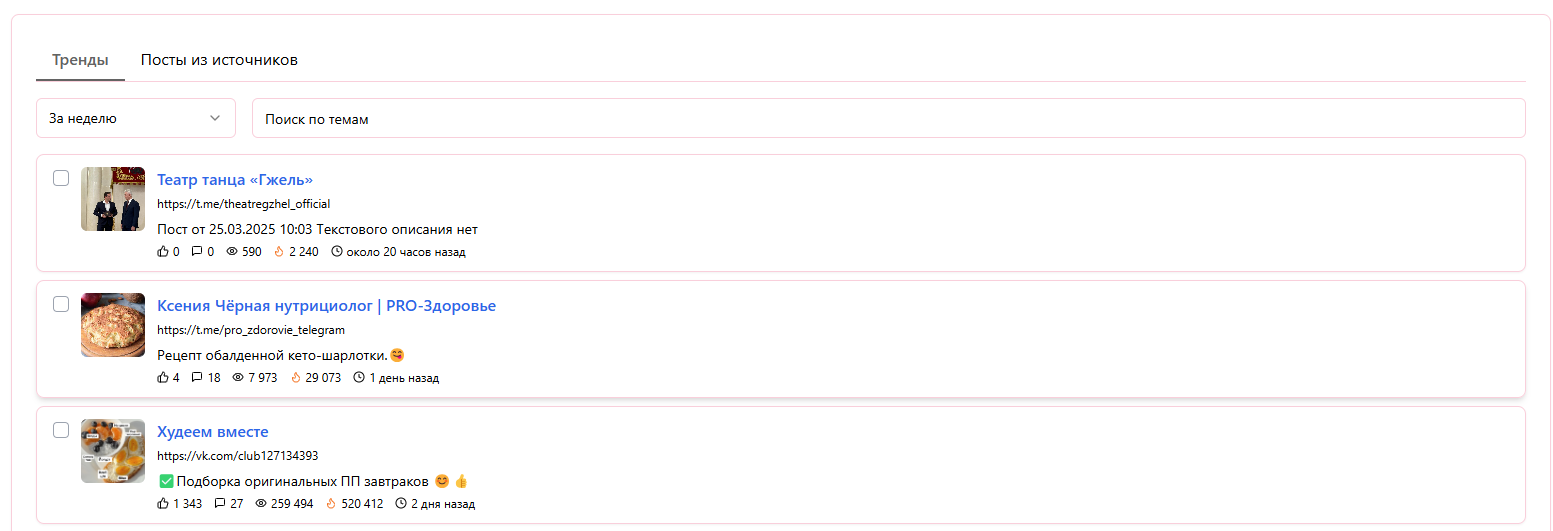 Тренды Посты из источников
За неделю Поиск по темам
Театр танца «Гжель»
https://t.me/theatregzhel_official
Пост от 25.03.2025 10:03 Текстового описания нет
0 0 590 2 240 около 20 часов назад
Ксения Чёрная нутрициолог | PRO-Здоровье
https://t.me/pro_zdorovie_telegram
Рецепт обалденной кето-шарлотки.😋
4 18 7 973 29 073 1 день назад
Худеем вместе
https://vk.com/club127134393
✅Подборка оригинальных ПП завтраков 😊 👍
1 343 27 259 494 520 412 2 дня назад